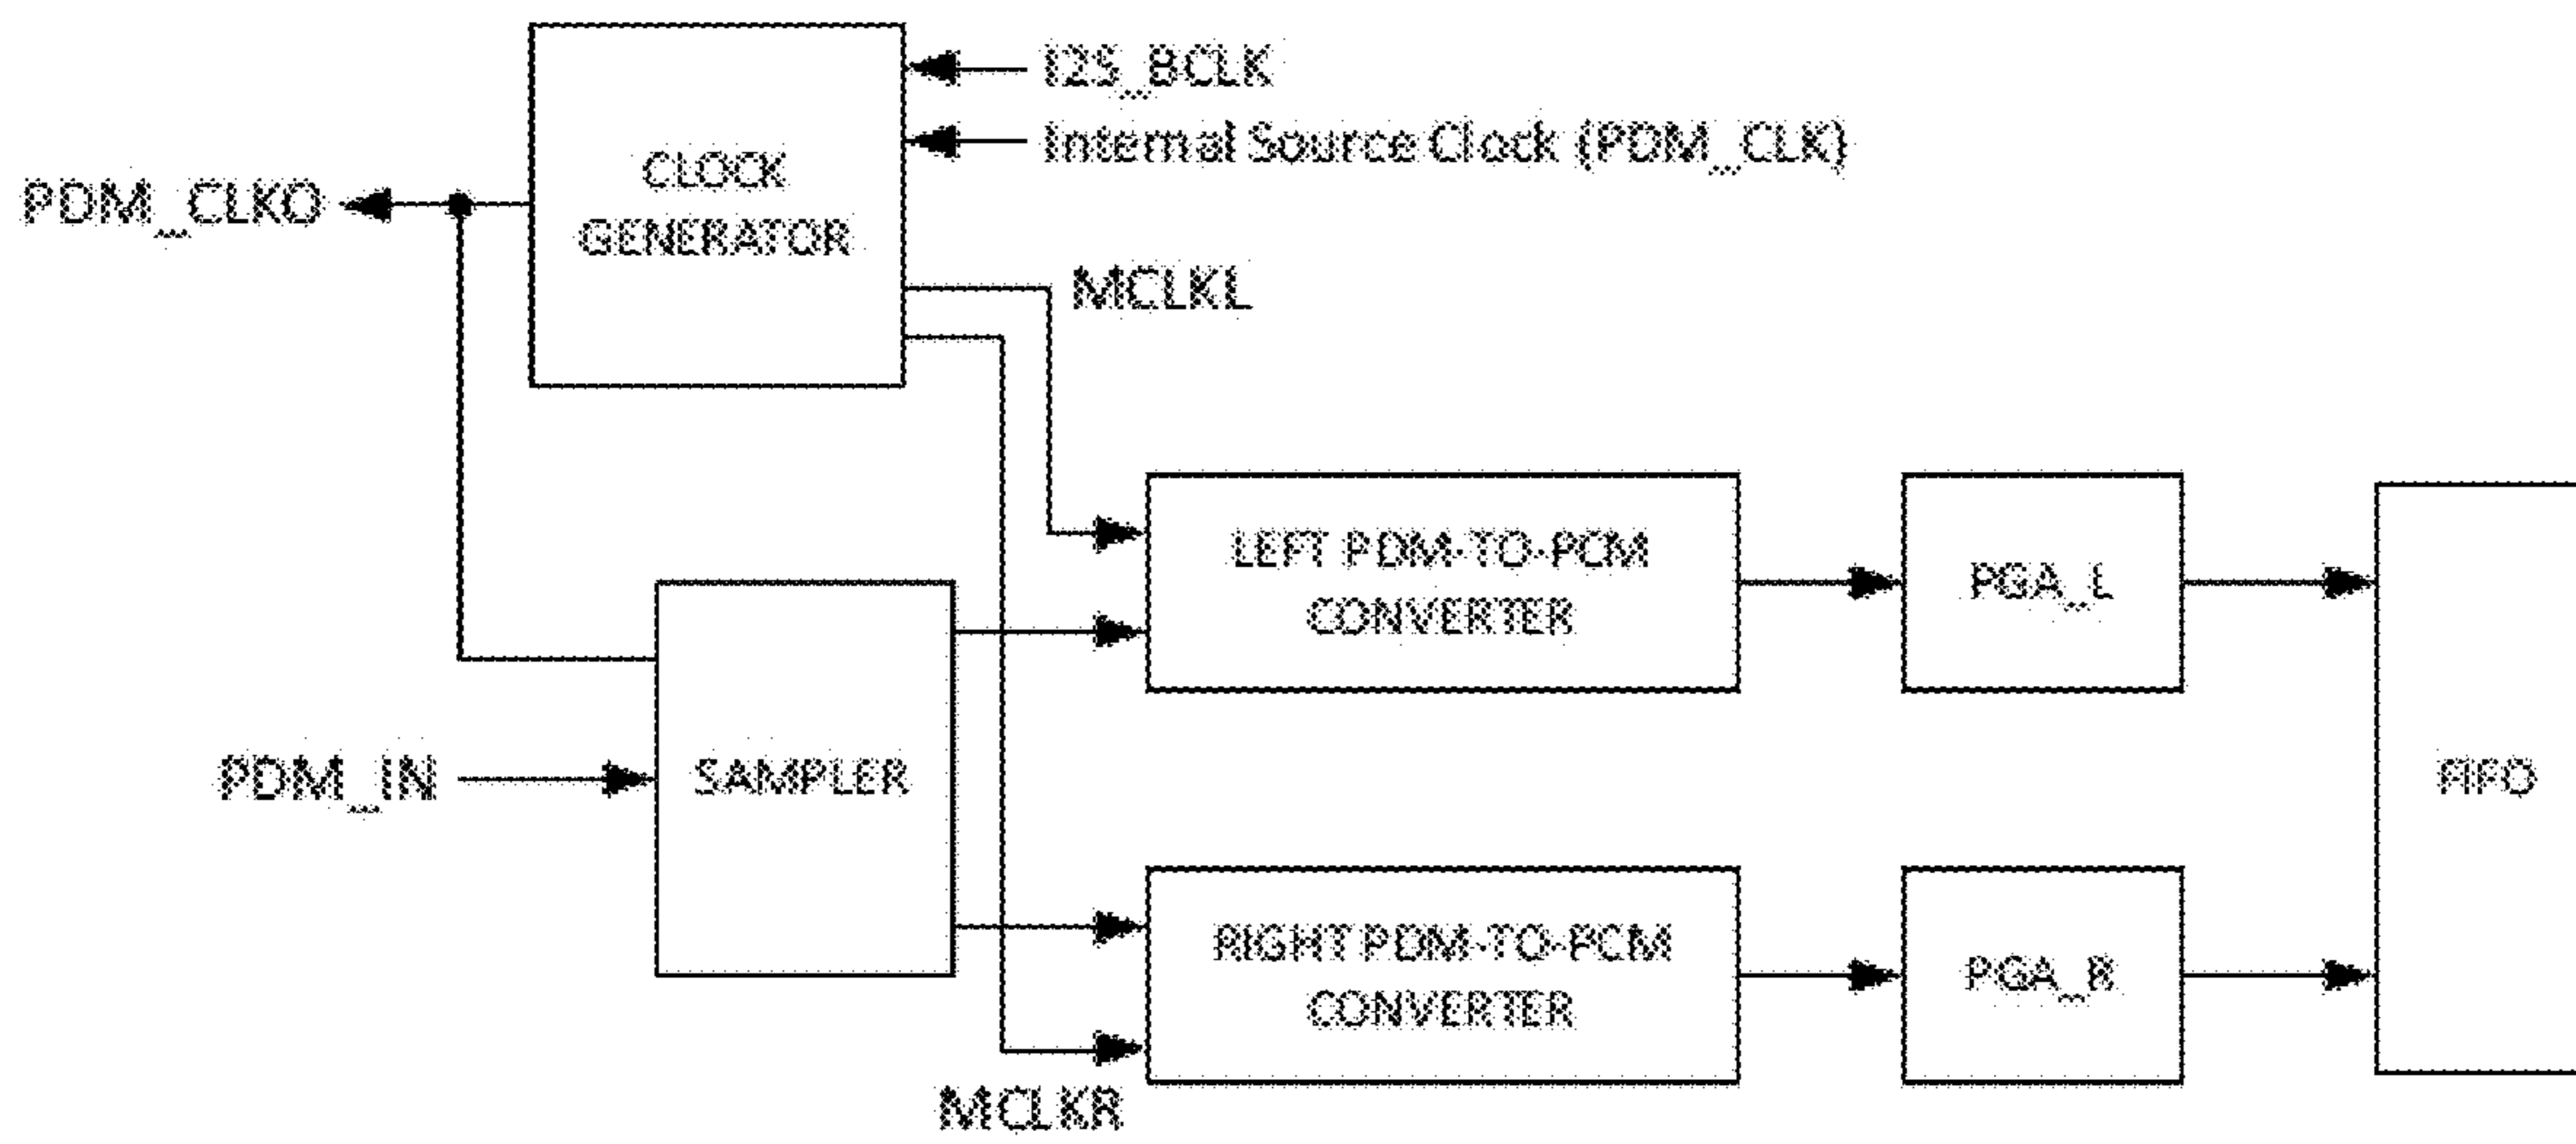 I2S_BCLK
Internal Source Clock (PDM_CLK)
PDM_CLKO
CLOCK
GENERATOR
MCLKL
LEFT PDM-TO-PCM
CONVERTER
PGA_L
PDM_IN
SAMPLER
FIFO
RIGHT PDM-TO-PCM
CONVERTER
PGA_R
MCLKR